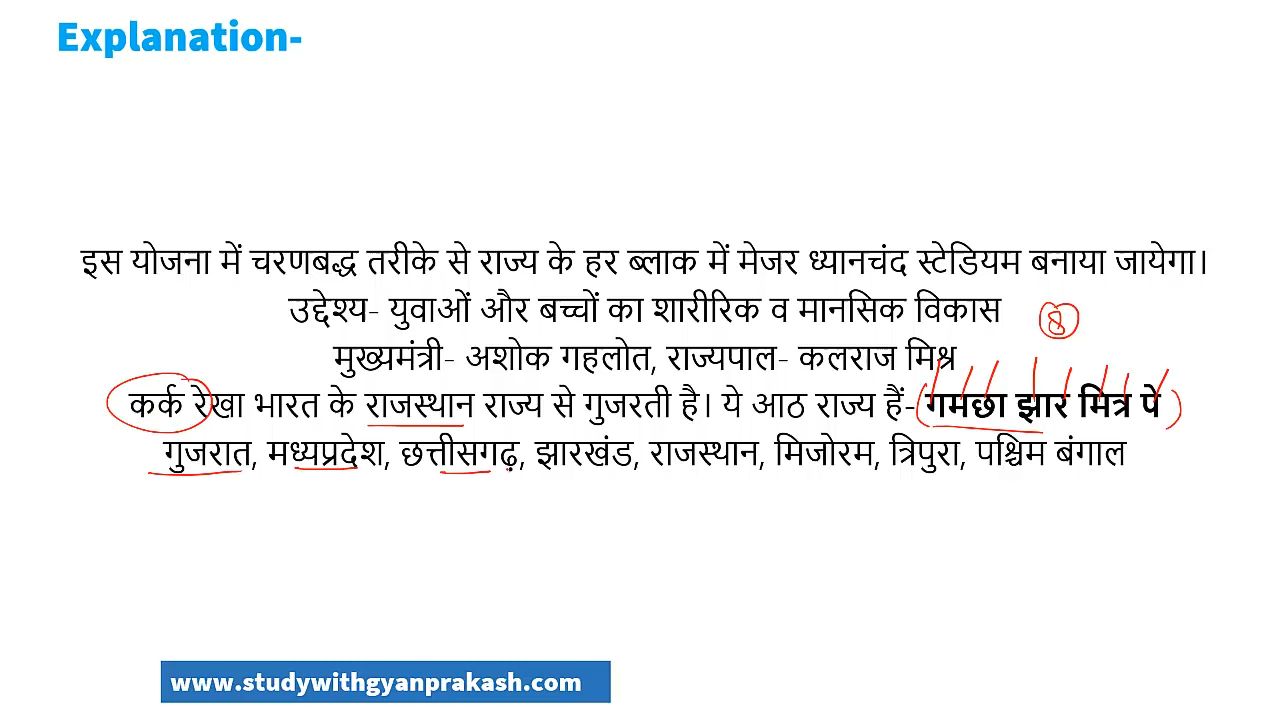 Explanation-
इस योजना में चरणबद्ध तरीके से राज्य के हर ब्लाक में मेजर ध्यानचंद स्टेडियम बनाया जायेगा।
उद्देश्य- युवाओं और बच्चों का शारीरिक व मानसिक विकास
8
मुख्यमंत्री- अशोक गहलोत, राज्यपाल- कलराज मिश्र
कर्क रेखा भारत के राजस्थान राज्य से गुजरती है। ये आठ राज्य हैं- गमछा झार मित्र पे
गुजरात, मध्यप्रदेश, छत्तीसगढ़, झारखंड, राजस्थान, मिजोरम, त्रिपुरा, पश्चिम बंगाल
www.studywithgyanprakash.com